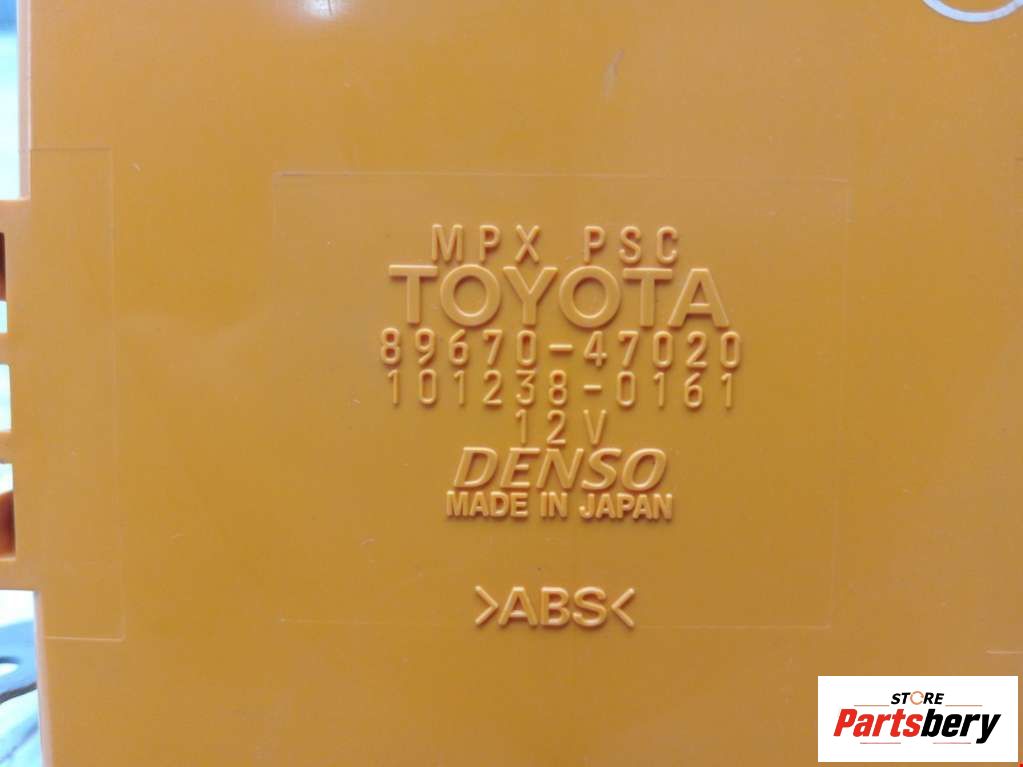 MPX PSC
TOYOTA
89670-47020
101238-0161
12V
DENSO
MADE IN JAPAN
>ABS<
STORE
Partsbery